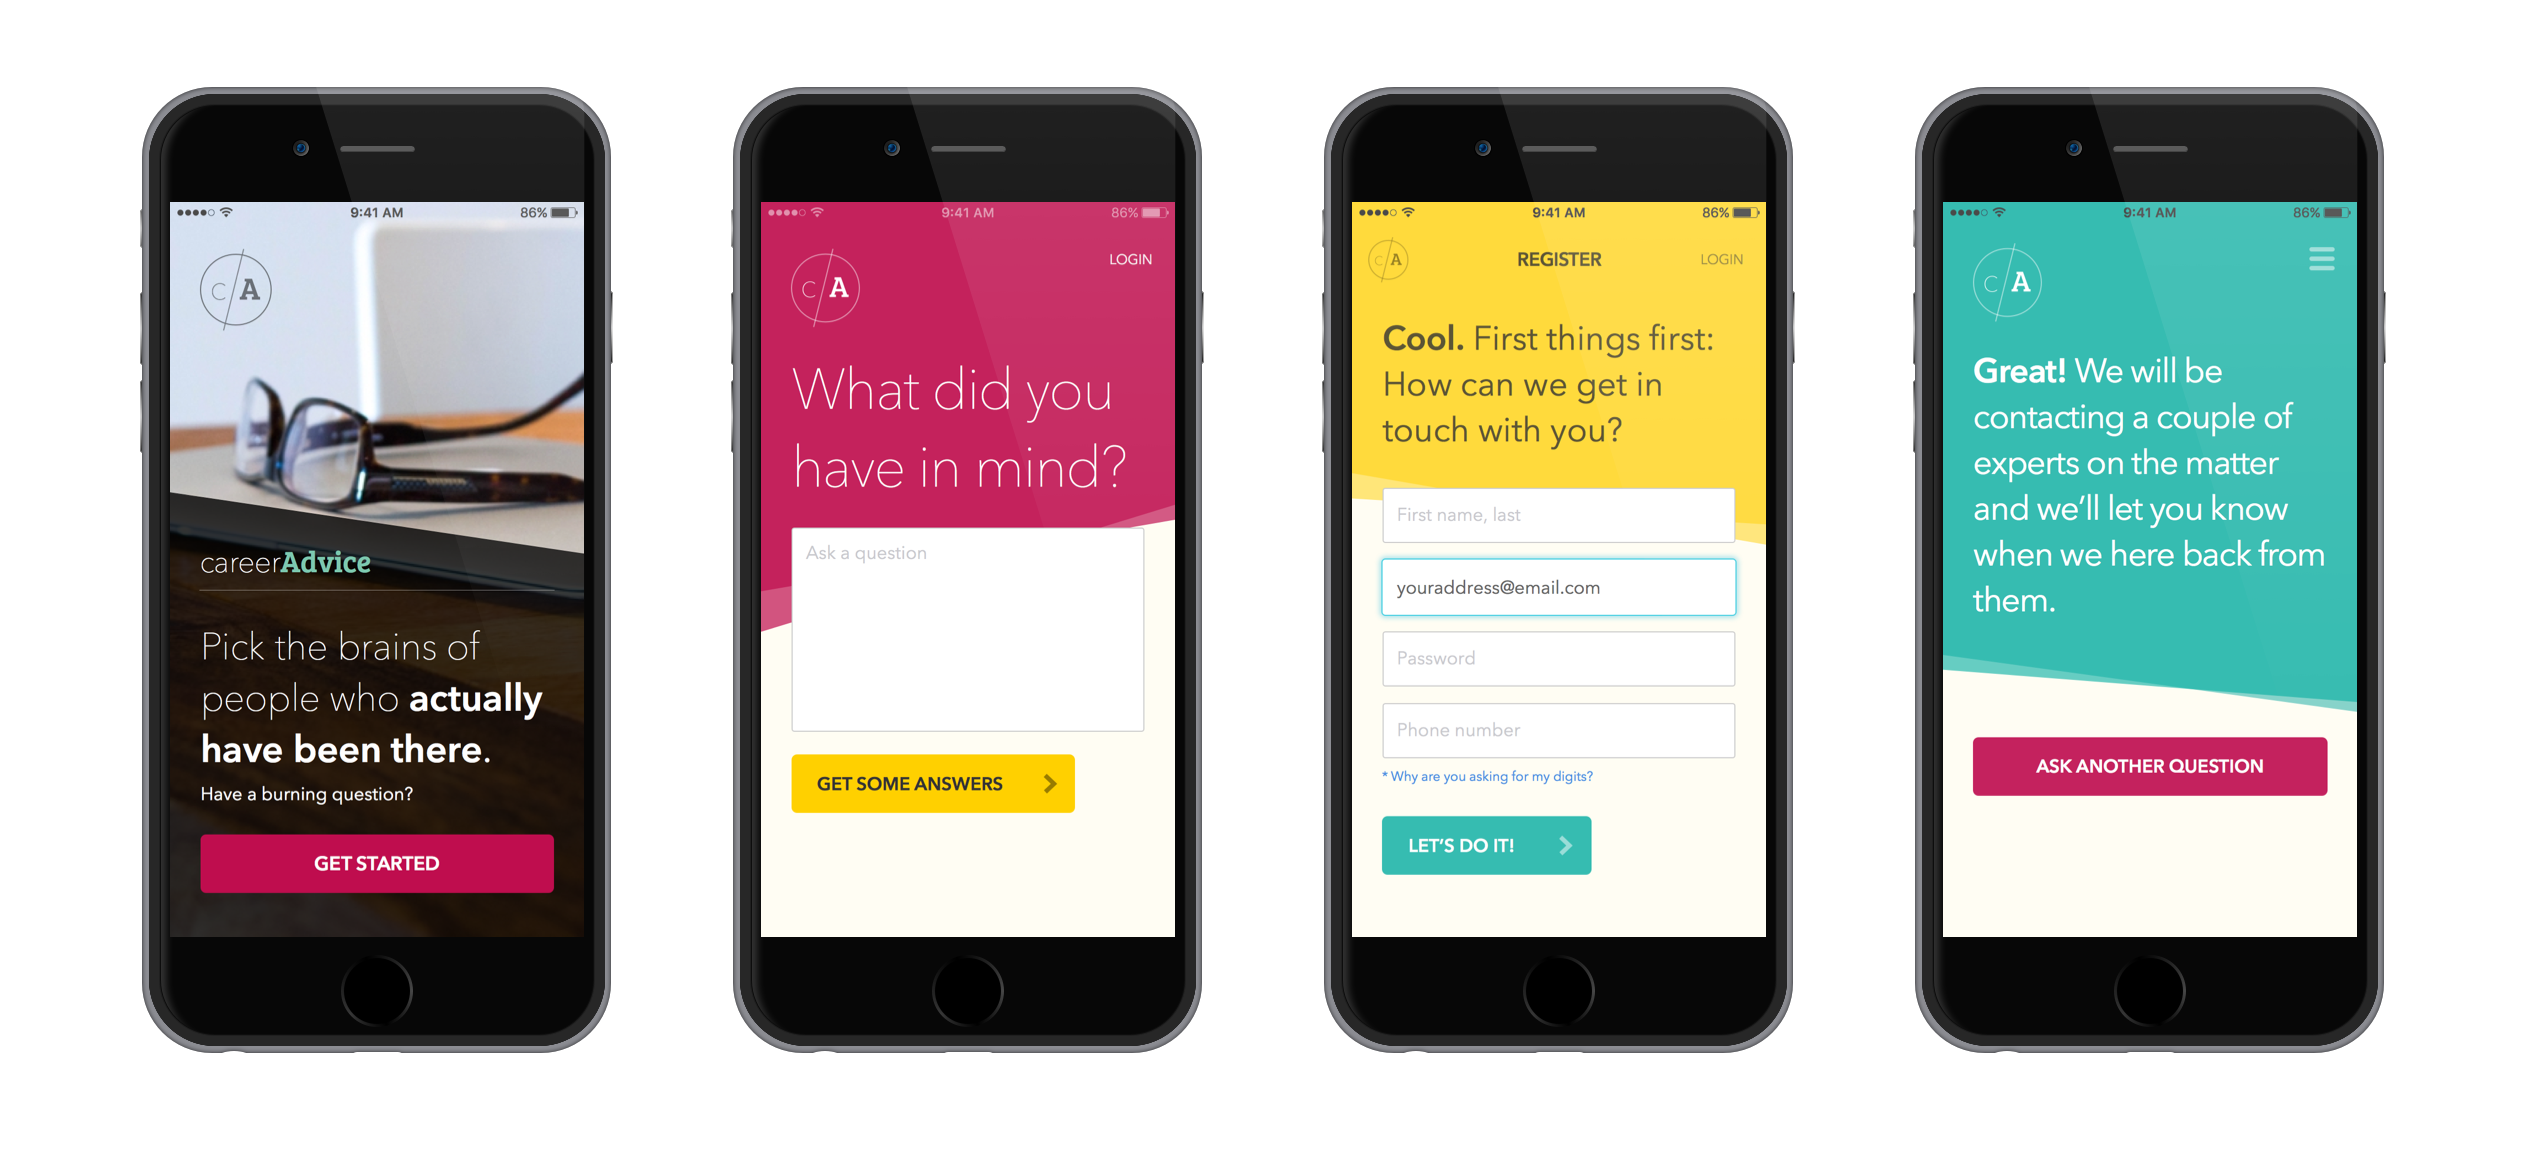 9:41 AM
86%
C/A
careerAdvice
Pick the brains of
people who actually
have been there.
Have a burning question?
GET STARTED
9:41 AM
86%
LOGIN
C/A
What did you
have in mind?
Ask a question
GET SOME ANSWERS
9:41 AM
86%
C/A
REGISTER
LOGIN
Cool. First things first:
How can we get in
touch with you?
First name, last
youraddress@email.com
Password
Phone number
* Why are you asking for my digits?
LET'S DO IT!
9:41 AM
86%
C/A
Great! We will be
contacting a couple of
experts on the matter
and we'll let you know
when we here back from
them.
ASK ANOTHER QUESTION